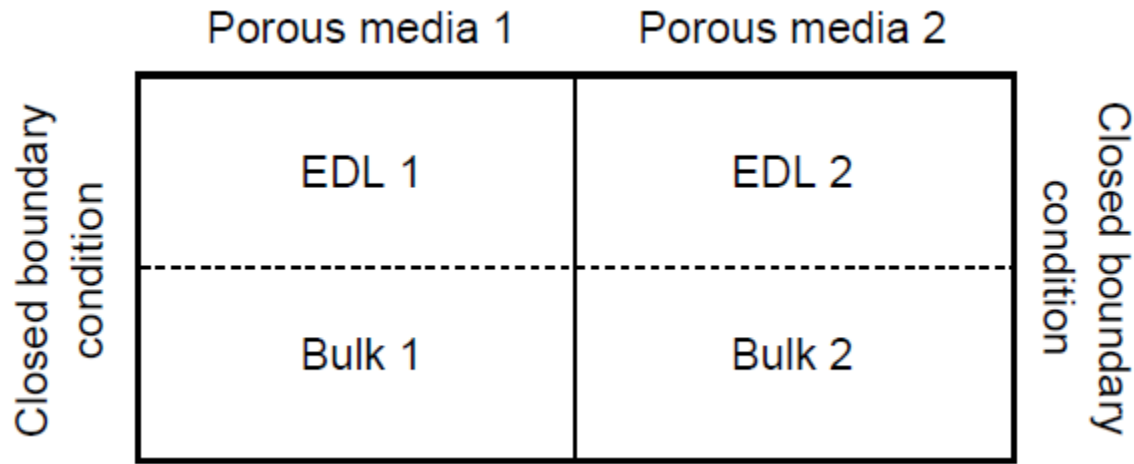 Porous media 1
Porous media 2
Closed boundary
condition
EDL 1
EDL 2
Bulk 1
Bulk 2
Closed boundary
condition